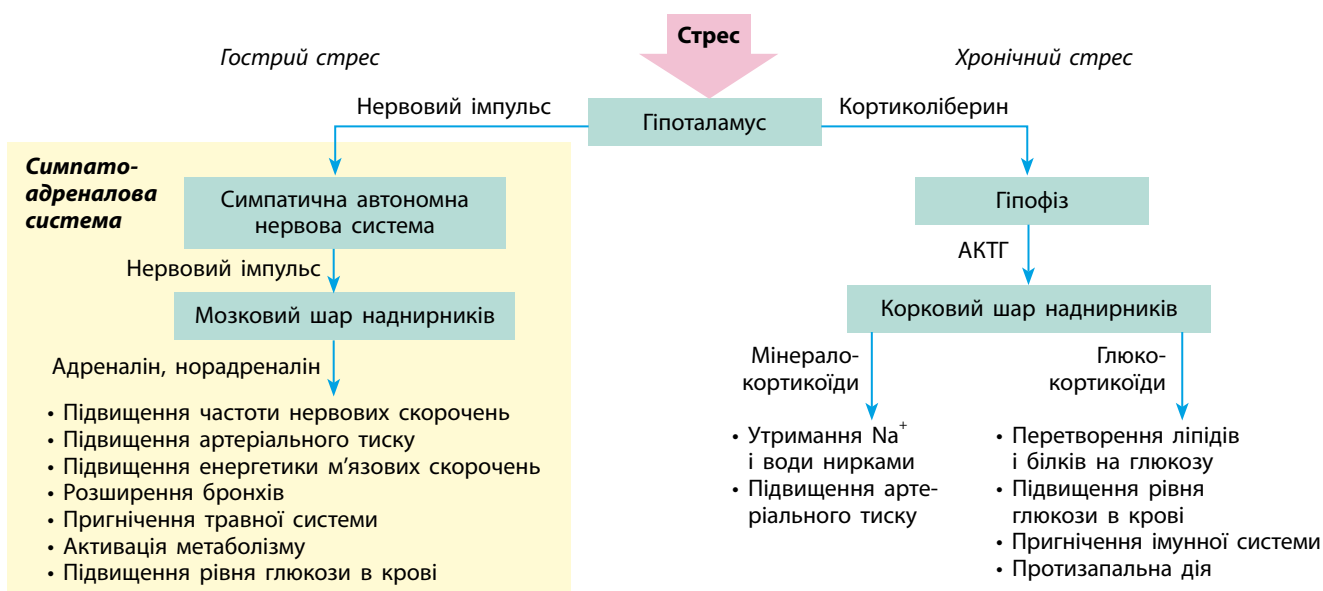 Стрес
Гострий стрес
Хронічний стрес
Нервовий імпульс
Гіпоталамус
Кортиколіберин
Симпато-
адреналова
система
Симпатична автономна
нервова система
Нервовий імпульс
Мозковий шар наднирників
Адреналін, норадреналін
• Підвищення частоти нервових скорочень
• Підвищення артеріального тиску
• Підвищення енергетики м’язових скорочень
• Розширення бронхів
• Пригнічення травної системи
• Активація метаболізму
• Підвищення рівня глюкози в крові
Гіпофіз
АКТГ
Корковий шар наднирників
Мінерало-
кортикоїди
• Утримання Na⁺
і води нирками
• Підвищення арте-
ріального тиску
Глюко-
кортикоїди
• Перетворення ліпідів
і білків на глюкозу
• Підвищення рівня
глюкози в крові
• Пригнічення імунної системи
• Протизапальна дія